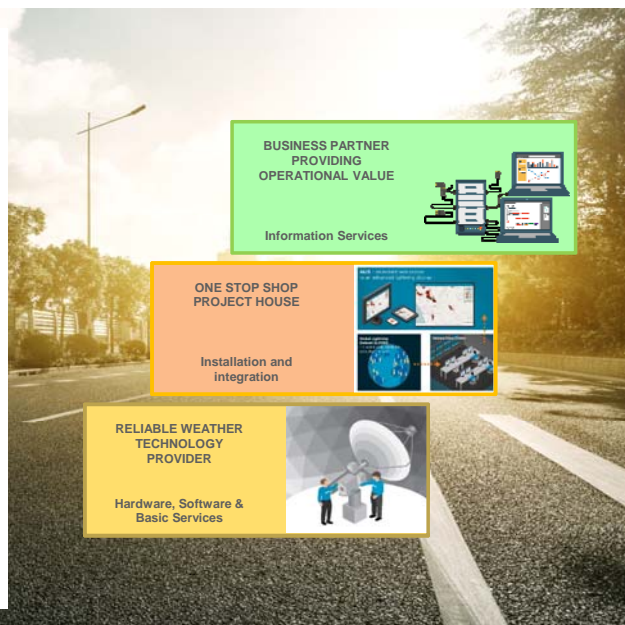 BUSINESS PARTNER
PROVIDING
OPERATIONAL VALUE
Information Services
ONE STOP SHOP
PROJECT HOUSE
Installation and
integration
RELIABLE WEATHER
TECHNOLOGY
PROVIDER
Hardware, Software &
Basic Services